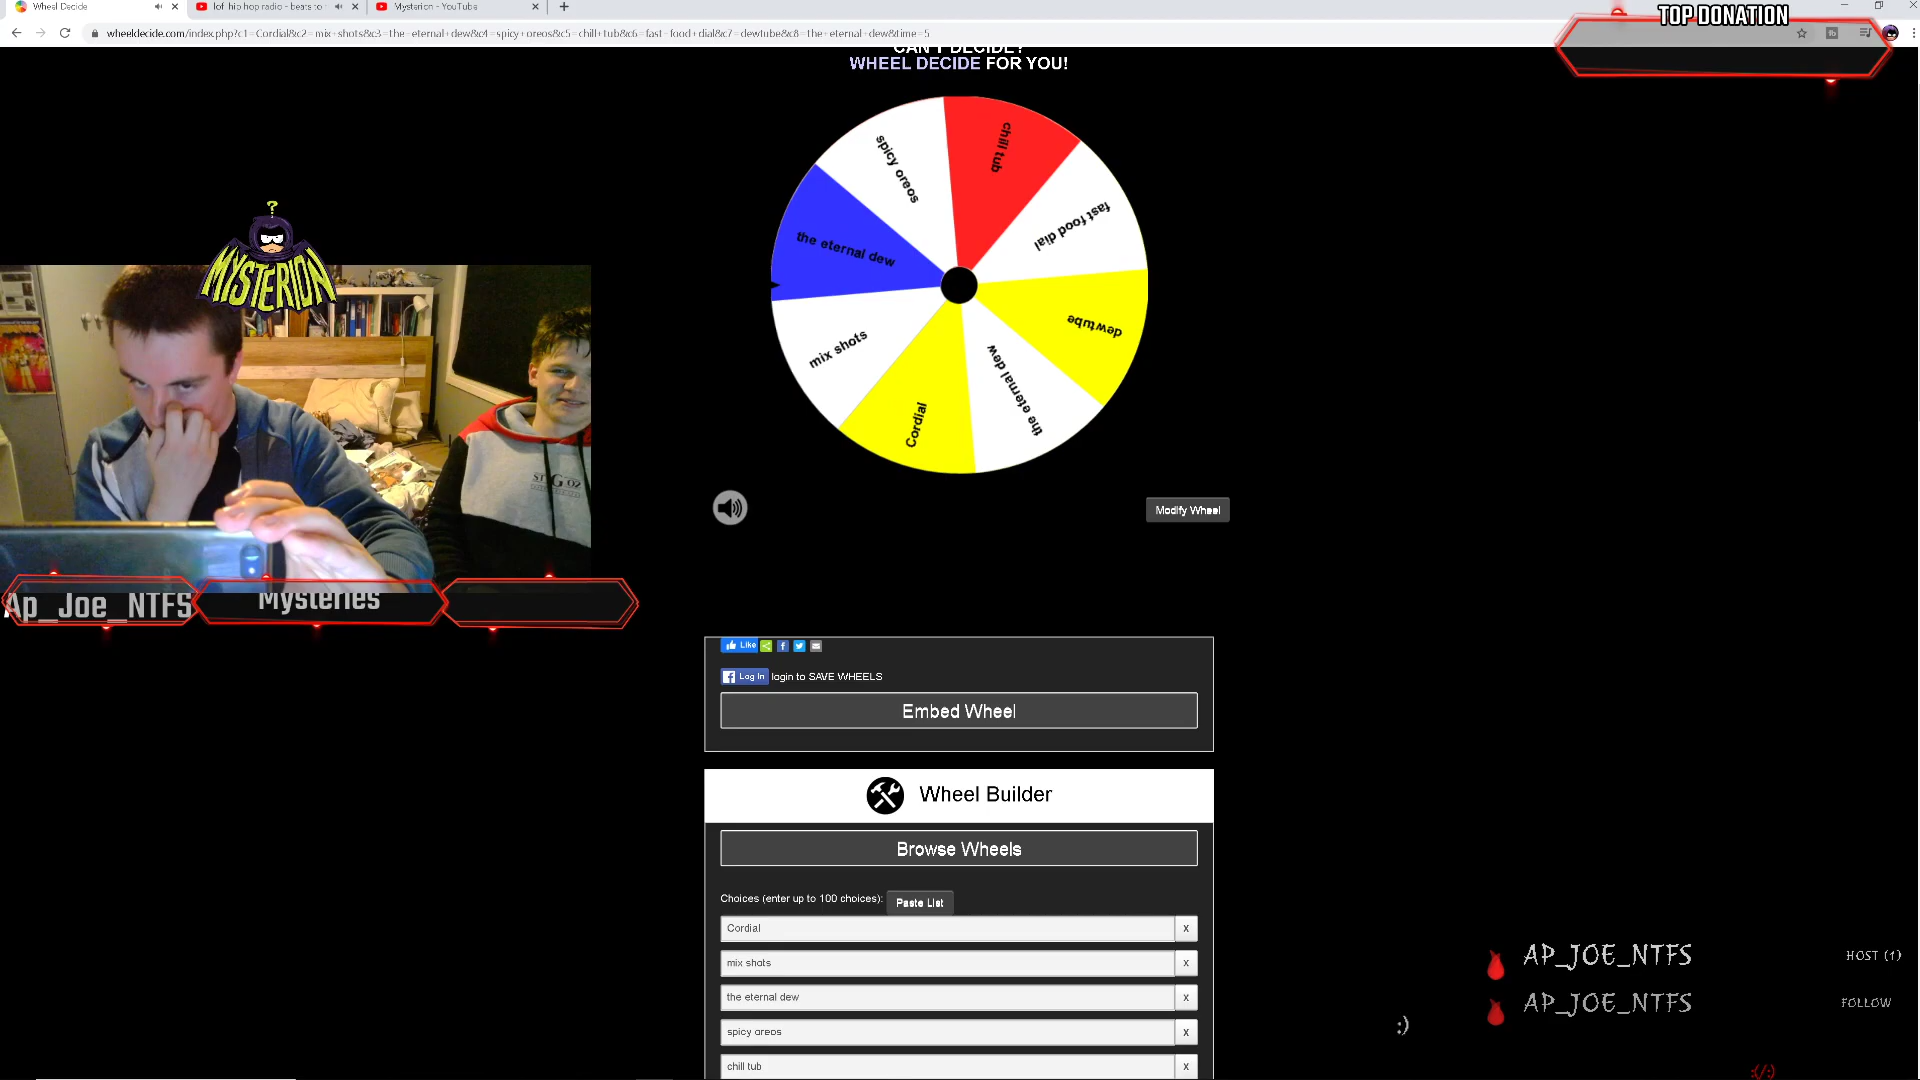 Wheel Decide
lofi hip hop radio - beats to
Mysterion - YouTube
TOP DONATION
wheeldecide.com/index.php?c1=Cordial&c2=mix+shots&c3=the+eternal+dew&c4=spicy+oreos&c5=chill+tub&c6=fast+food+dial&c7=dewtube&c8=the+eternal+dew&time=5
CAN'T DECIDE?
WHEEL DECIDE FOR YOU!
chill tub
spicy oreos
fast food dial
the eternal dew
dewtube
mix shots
the eternal dew
Cordial
?
MYSTERION
Modify Wheel
Ap_Joe_NTFS
Mysteries
Like
Log In login to SAVE WHEELS
Embed Wheel
Wheel Builder
Browse Wheels
Choices (enter up to 100 choices): Paste List
Cordial X
mix shots X
the eternal dew X
spicy oreos X
chill tub X
AP_JOE_NTFS HOST (1)
AP_JOE_NTFS FOLLOW
:)
:(/:)